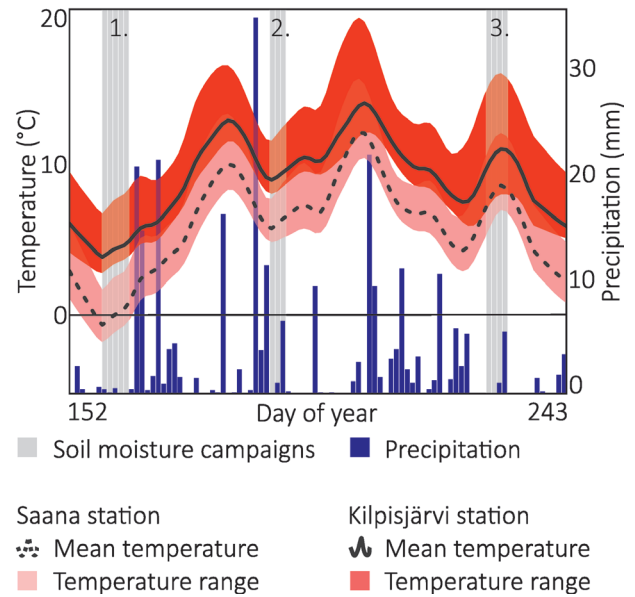 20
1.
2.
3.
30
Temperature (°C)
10
20
Precipitation (mm)
10
0
0
152
Day of year
243
Soil moisture campaigns
Precipitation
Saana station
Kilpisjärvi station
Mean temperature
Mean temperature
Temperature range
Temperature range